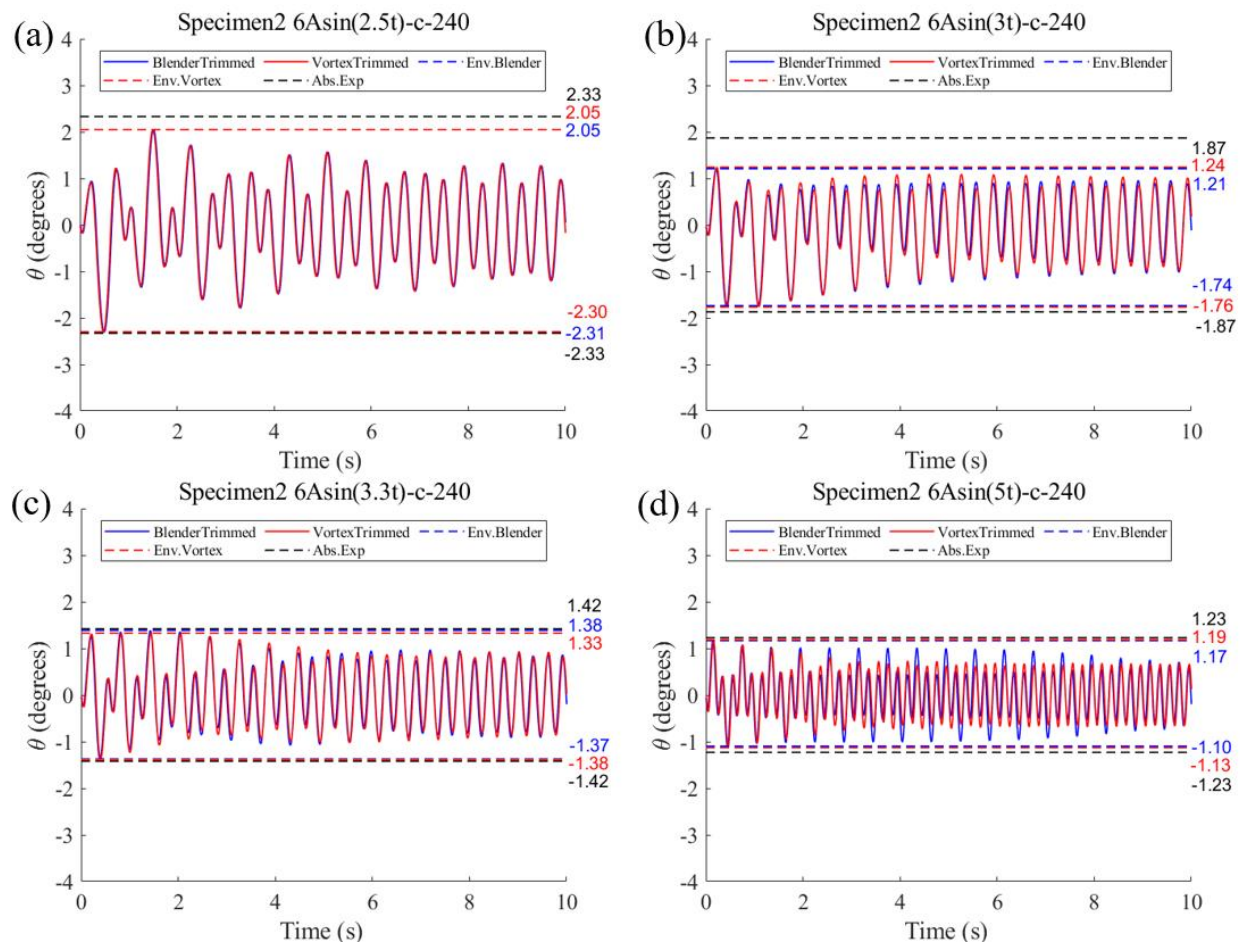 (a)
Specimen2 6Asin(2.5t)-c-240
BlenderTrimmed VortexTrimmed Env.Blender
Env.Vortex Abs.Exp
4
3
2
1
0
-1
-2
-3
-4
θ (degrees)
2.33
2.05
2.05
-2.30
-2.31
-2.33
0 2 4 6 8 10
Time (s)
(b)
Specimen2 6Asin(3t)-c-240
BlenderTrimmed VortexTrimmed Env.Blender
Env.Vortex Abs.Exp
4
3
2
1
0
-1
-2
-3
-4
θ (degrees)
1.87
1.24
1.21
-1.74
-1.76
-1.87
0 2 4 6 8 10
Time (s)
(c)
Specimen2 6Asin(3.3t)-c-240
BlenderTrimmed VortexTrimmed Env.Blender
Env.Vortex Abs.Exp
4
3
2
1
0
-1
-2
-3
-4
θ (degrees)
1.42
1.38
1.33
-1.37
-1.38
-1.42
0 2 4 6 8 10
Time (s)
(d)
Specimen2 6Asin(5t)-c-240
BlenderTrimmed VortexTrimmed Env.Blender
Env.Vortex Abs.Exp
4
3
2
1
0
-1
-2
-3
-4
θ (degrees)
1.23
1.19
1.17
-1.10
-1.13
-1.23
0 2 4 6 8 10
Time (s)